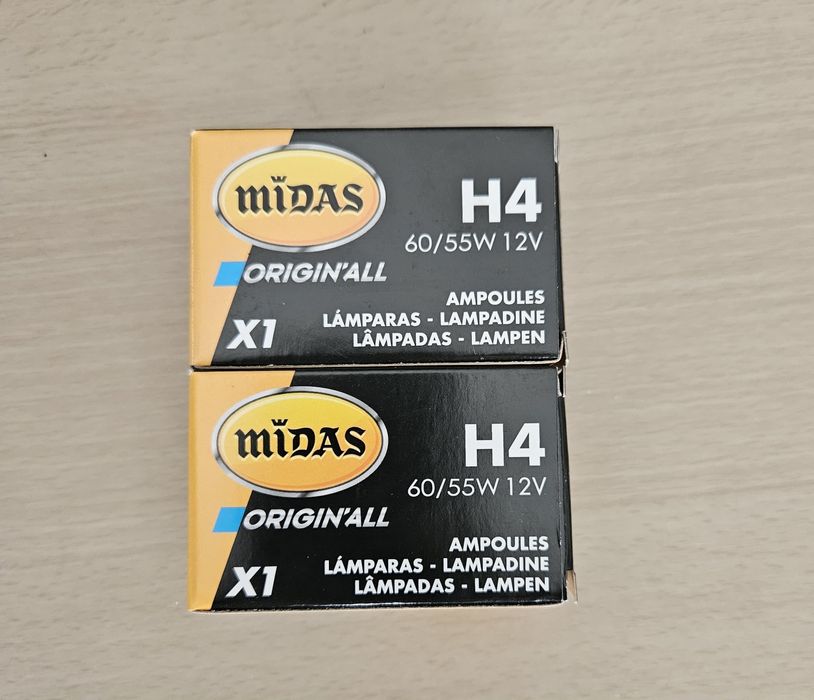 MIDAS
H4
60/55W 12V
ORIGIN'ALL
AMPOULES
LÁMPARAS - LAMPADINE
X1
LÂMPADAS - LAMPEN
MIDAS
H4
60/55W 12V
ORIGIN'ALL
AMPOULES
LÁMPARAS - LAMPADINE
X1
LÂMPADAS - LAMPEN